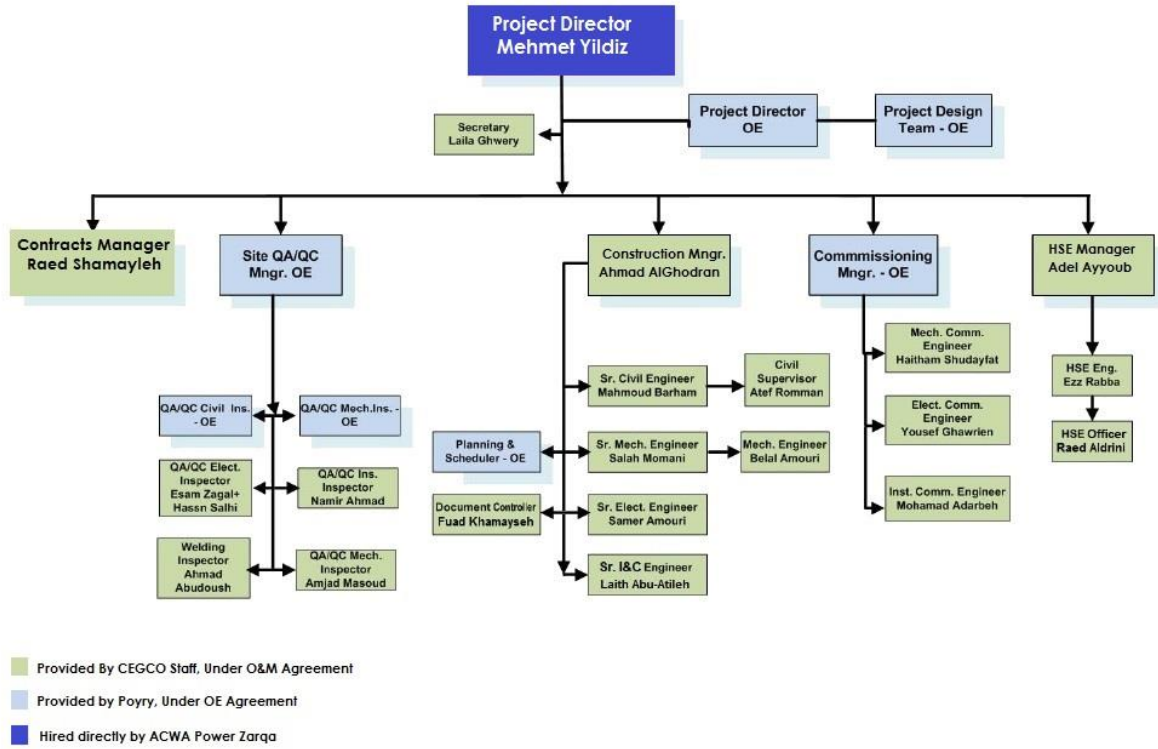 Project Director
Mehmet Yildiz
Project Director
OE
Project Design
Team - OE
Secretary
Laila Ghwery
Contracts Manager
Raed Shamayleh
Site QA/QC
Mngr. OE
Construction Mngr.
Ahmad AlGhodran
Commmissioning
Mngr. - OE
HSE Manager
Adel Ayyoub
QA/QC Civil Ins.
- OE
QA/QC Mech.Ins. -
OE
QA/QC Elect.
Inspector
Esam Zagal+
Hassn Salhi
QA/QC Ins.
Inspector
Namir Ahmad
Welding
Inspector
Ahmad
Abudoush
QA/QC Mech.
Inspector
Amjad Masoud
Planning &
Scheduler - OE
Document Controller
Fuad Khamayseh
Sr. Civil Engineer
Mahmoud Barham
Civil
Supervisor
Atef Romman
Sr. Mech. Engineer
Salah Momani
Mech. Engineer
Belal Amouri
Sr. Elect. Engineer
Samer Amouri
Sr. I&C Engineer
Laith Abu-Atileh
Mech. Comm.
Engineer
Haitham Shudayfat
Elect. Comm.
Engineer
Yousef Ghawrien
Inst. Comm. Engineer
Mohamad Adarbeh
HSE Eng.
Ezz Rabba
HSE Officer
Raed Aldrini
Provided By CEGCO Staff, Under O&M Agreement
Provided by Poyry, Under OE Agreement
Hired directly by ACWA Power Zarqa